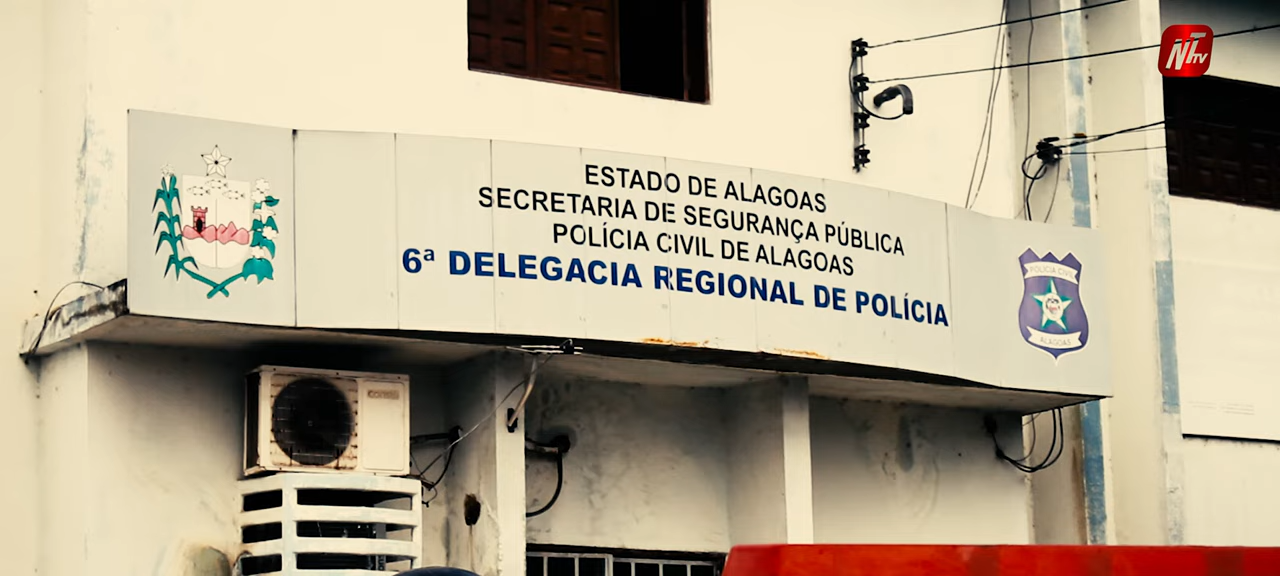 NTTV
ESTADO DE ALAGOAS
SECRETARIA DE SEGURANÇA PÚBLICA
POLÍCIA CIVIL DE ALAGOAS
6ª DELEGACIA REGIONAL DE POLÍCIA
POLÍCIA CIVIL
ALAGOAS